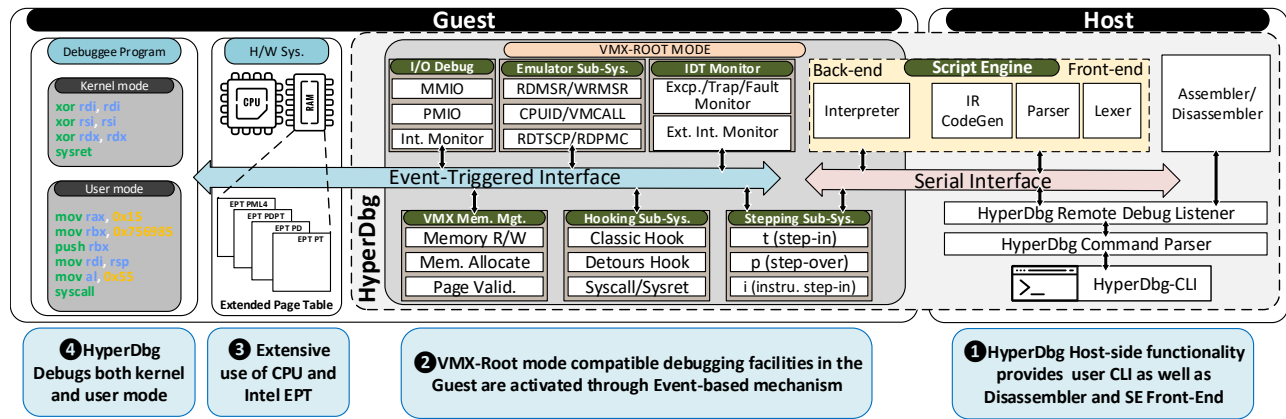 Guest
Host
Debuggee Program
Kernel mode
xor rdi, rdi
xor rsi, rsi
xor rdx, rdx
sysret
User mode
mov rax, 0x15
push rbx
mov rdi, rsp
mov al, 0x55
syscall
H/W Sys.
CPU
RAM
EPT PML4
EPT PDPT
EPT PD
EPT PT
Extended Page Table
HyperDbg
VMX-ROOT MODE
I/O Debug
MMIO
PMIO
Int. Monitor
Emulator Sub-Sys.
RDMSR/WRMSR
CPUID/VMCALL
RDTSCP/RDPMC
IDT Monitor
Excp./Trap/Fault
Monitor
Ext. Int. Monitor
Event-Triggered Interface
VMX Mem. Mgt.
Memory R/W
Mem. Allocate
Page Valid.
Hooking Sub-Sys.
Classic Hook
Detours Hook
Syscall/Sysret
Stepping Sub-Sys.
t (step-in)
p (step-over)
i (instru. step-in)
Back-end
Script Engine
Front-end
Interpreter
IR
CodeGen
Parser
Lexer
Assembler/
Disassembler
Serial Interface
HyperDbg Remote Debug Listener
HyperDbg Command Parser
HyperDbg-CLI
❹HyperDbg
Debugs both kernel
and user mode
❸ Extensive
use of CPU and
Intel EPT
❷VMX-Root mode compatible debugging facilities in the
Guest are activated through Event-based mechanism
❶HyperDbg Host-side functionality
provides user CLI as well as
Disassembler and SE Front-End